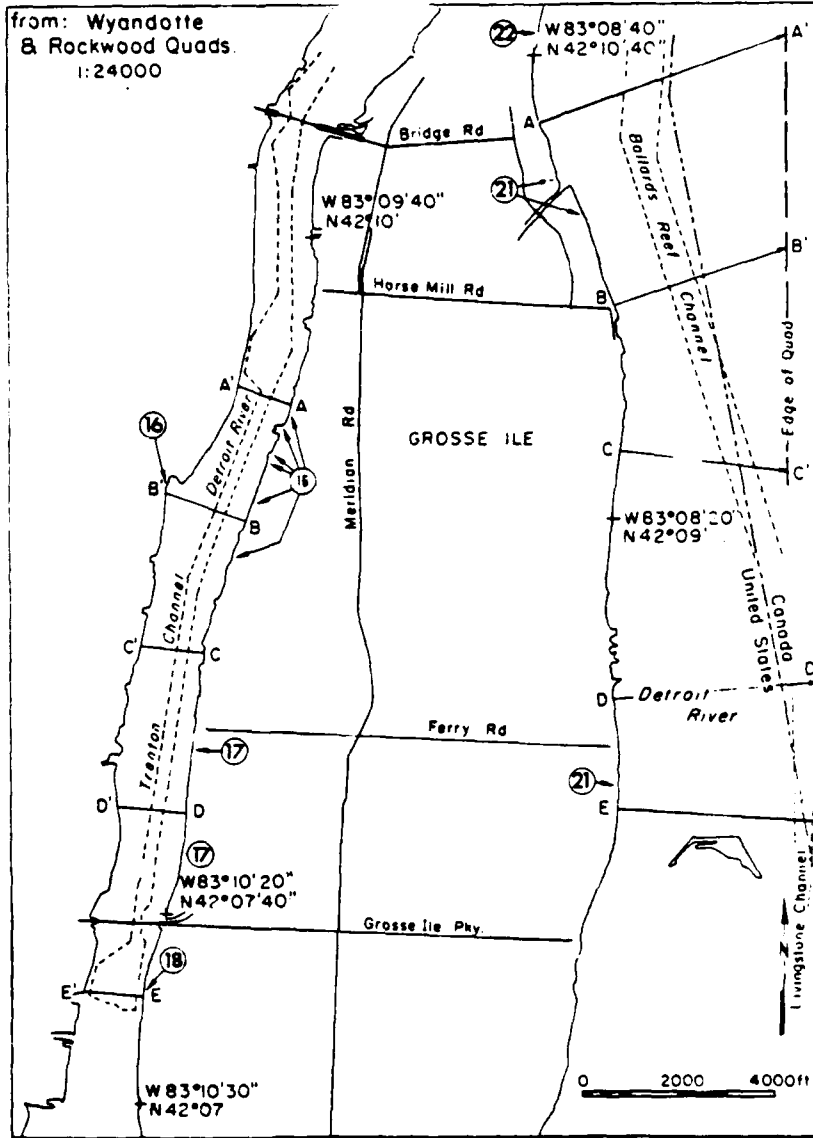 from: Wyandotte
& Rockwood Quads.
1:24000
22
W83°08'40"
N42°10'40"
A'
A
Bridge Rd
Ballards Reef Channel
21
W83°09'40"
N42°10'
B'
Horse Mill Rd
B
Edge of Quad
A'
A
Detroit River
16
16
Meridian Rd
GROSSE ILE
C
C'
B'
B
W83°08'20"
N42°09'
Channel
C'
C
United States
Canada
D
Detroit
River
D
Trenton
Ferry Rd
17
21
D'
D
E
17
W83°10'20"
N42°07'40"
Grosse Ile Pky.
18
E'
E
Livingstone Channel
N
W83°10'30"
N42°07
0 2000 4000ft